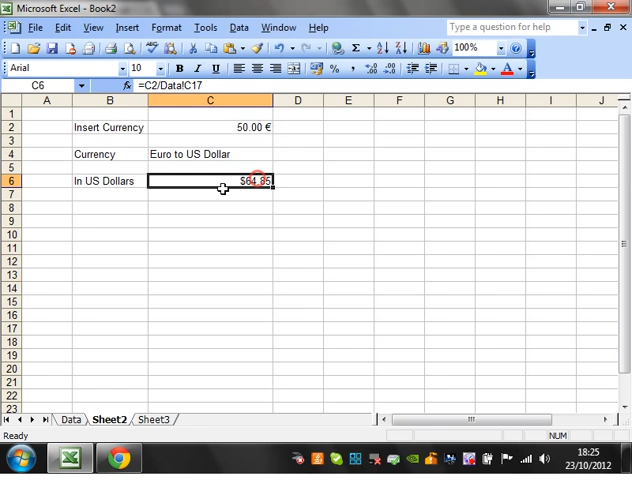 Microsoft Excel - Book2
File Edit View Insert Format Tools Data Window Help Type a question for help
100%
Arial 10 B I U
C6 fx =C2/Data!C17
A B C D E F G H I J
1
2 Insert Currency 50.00 €
3
4 Currency Euro to US Dollar
5
6 In US Dollars $64.85
7
8
9
10
11
12
13
14
15
16
17
18
19
20
21
22
23
Data Sheet2 Sheet3
Ready NUM
18:25
23/10/2012